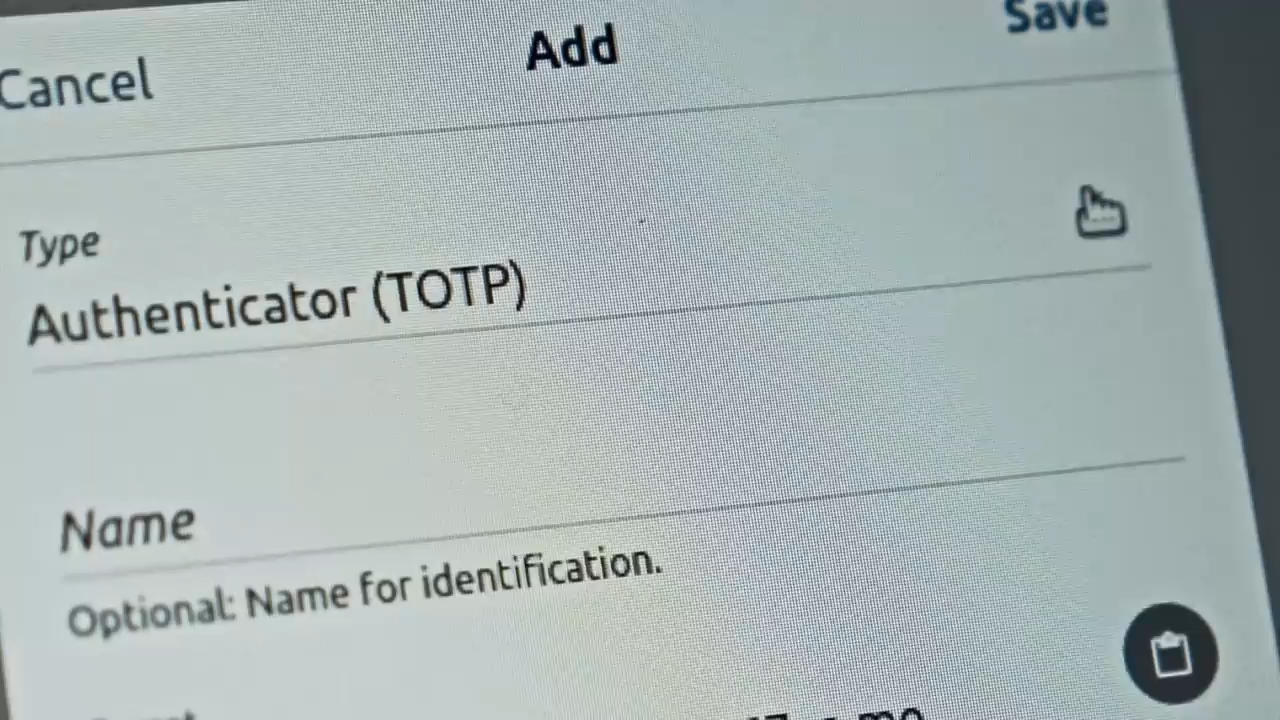 Cancel Add Save
Type
Authenticator (TOTP)
Name
Optional: Name for identification.